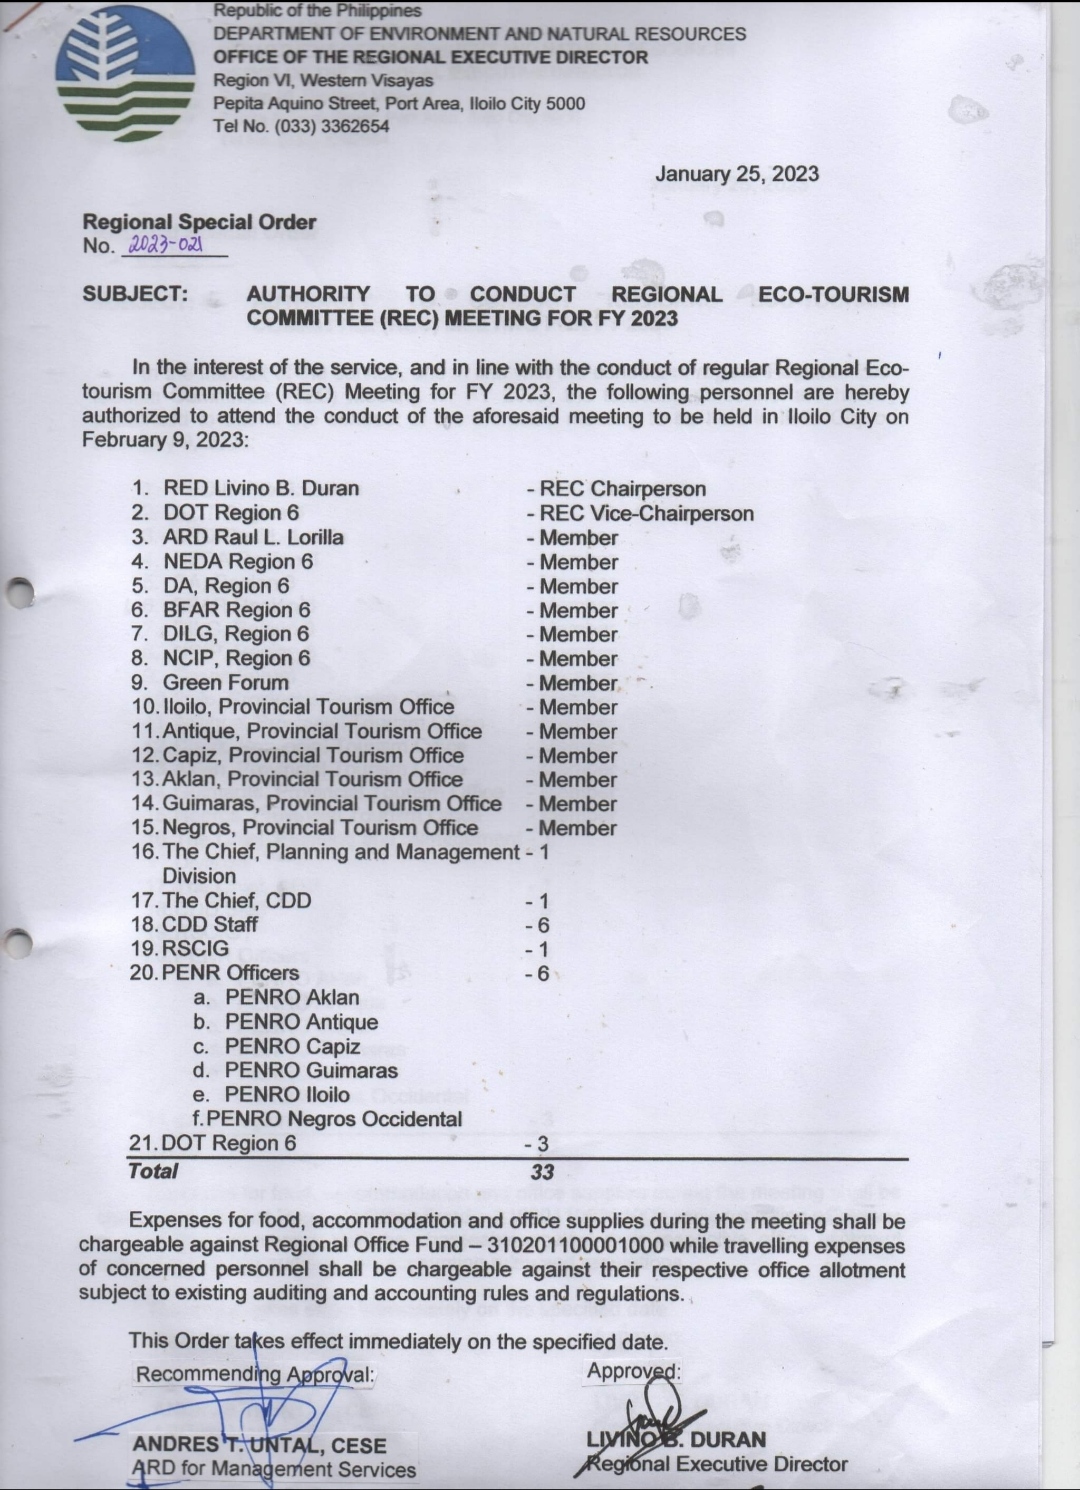 Republic of the Philippines
DEPARTMENT OF ENVIRONMENT AND NATURAL RESOURCES
OFFICE OF THE REGIONAL EXECUTIVE DIRECTOR
Region VI, Western Visayas
Pepita Aquino Street, Port Area, Iloilo City 5000
Tel No. (033) 3362654
January 25, 2023
Regional Special Order
No. 2023-021
SUBJECT: AUTHORITY TO CONDUCT REGIONAL ECO-TOURISM
COMMITTEE (REC) MEETING FOR FY 2023
In the interest of the service, and in line with the conduct of regular Regional Eco-
tourism Committee (REC) Meeting for FY 2023, the following personnel are hereby
authorized to attend the conduct of the aforesaid meeting to be held in Iloilo City on
February 9, 2023:
1. RED Livino B. Duran - REC Chairperson
2. DOT Region 6 - REC Vice-Chairperson
3. ARD Raul L. Lorilla - Member
4. NEDA Region 6 - Member
5. DA, Region 6 - Member
6. BFAR Region 6 - Member
7. DILG, Region 6 - Member
8. NCIP, Region 6 - Member
9. Green Forum - Member
10. Iloilo, Provincial Tourism Office - Member
11. Antique, Provincial Tourism Office - Member
12. Capiz, Provincial Tourism Office - Member
13. Aklan, Provincial Tourism Office - Member
14. Guimaras, Provincial Tourism Office - Member
15. Negros, Provincial Tourism Office - Member
16. The Chief, Planning and Management - 1
Division
17. The Chief, CDD - 1
18. CDD Staff - 6
19. RSCIG - 1
20. PENR Officers - 6
a. PENRO Aklan
b. PENRO Antique
c. PENRO Capiz
d. PENRO Guimaras
e. PENRO Iloilo
f. PENRO Negros Occidental
21. DOT Region 6 - 3
Total 33
Expenses for food, accommodation and office supplies during the meeting shall be
chargeable against Regional Office Fund – 310201100001000 while travelling expenses
of concerned personnel shall be chargeable against their respective office allotment
subject to existing auditing and accounting rules and regulations.
This Order takes effect immediately on the specified date.
Recommending Approval: Approved:
ANDRES T. UNTAL, CESE LIVINO B. DURAN
ARD for Management Services Regional Executive Director